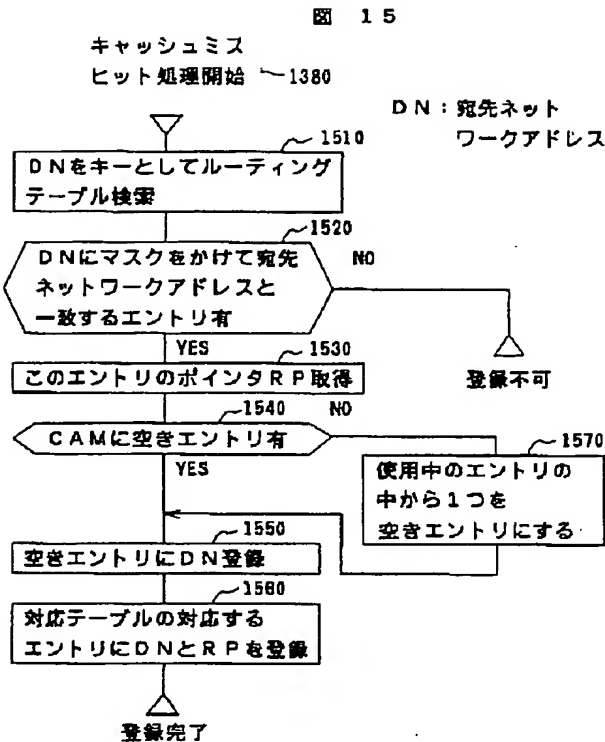 図 15
キャッシュミス
ヒット処理開始 1380
DN:宛先ネット
ワークアドレス
1510
DNをキーとしてルーティング
テーブル検索
1520
DNにマスクをかけて宛先
ネットワークアドレスと
一致するエントリ有
NO
YES
1530
このエントリのポインタRP取得
登録不可
1540
NO
CAMに空きエントリ有
YES
1570
使用中のエントリの
中から1つを
空きエントリにする
1550
空きエントリにDN登録
1560
対応テーブルの対応する
エントリにDNとRPを登録
登録完了